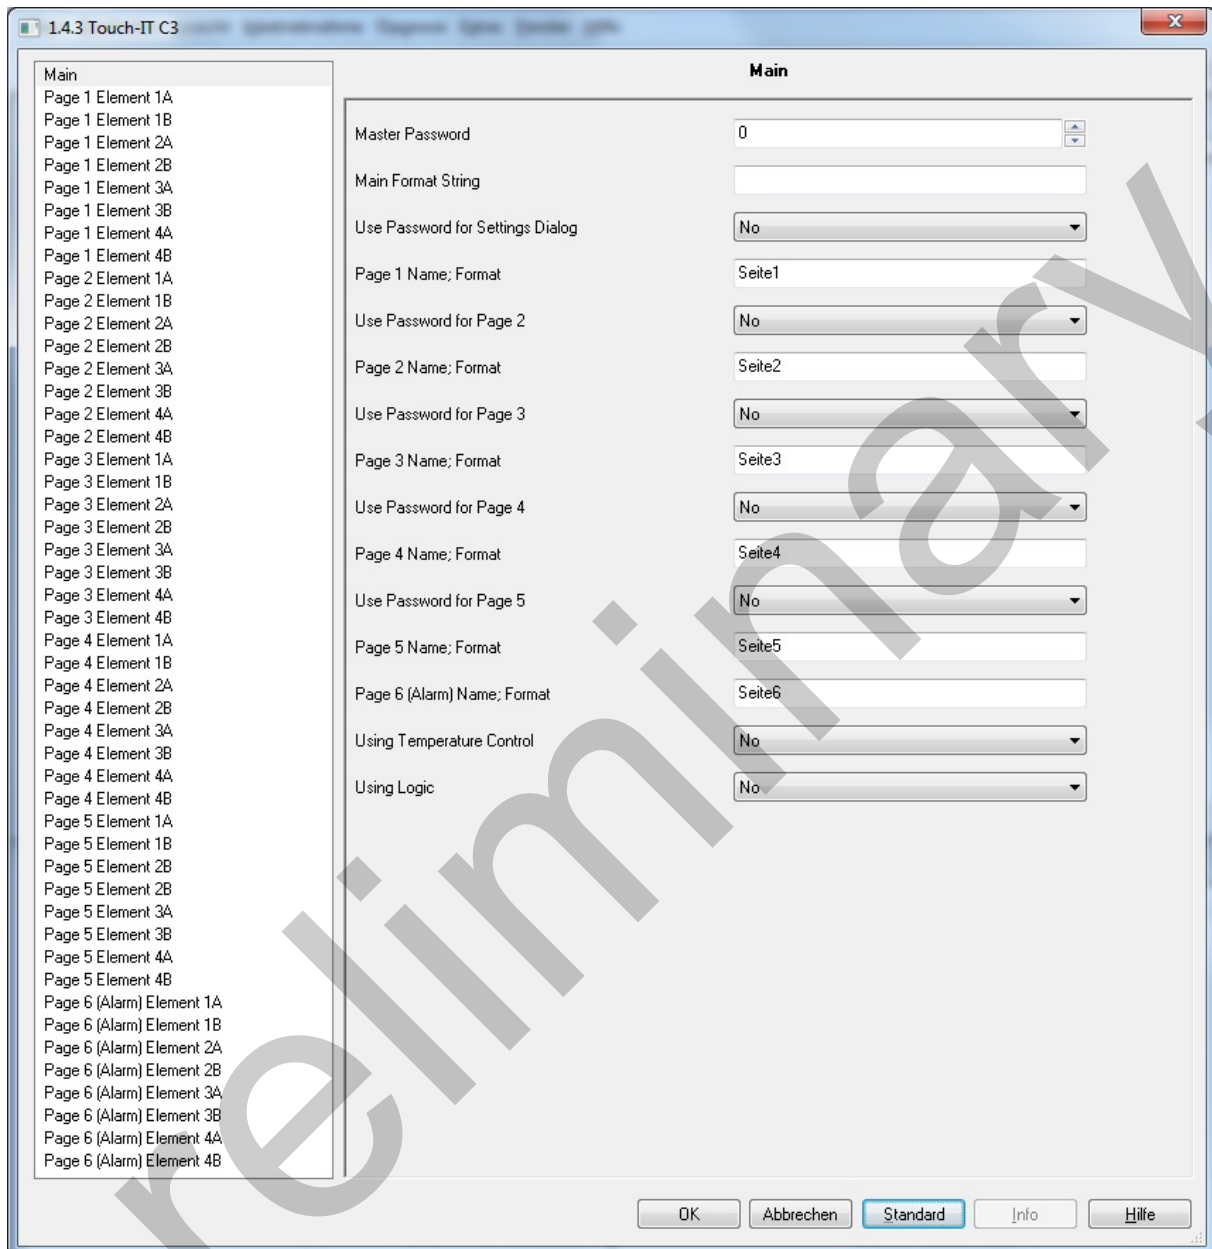 1.4.3 Touch-IT C3
Main
Page 1 Element 1A
Page 1 Element 1B
Page 1 Element 2A
Page 1 Element 2B
Page 1 Element 3A
Page 1 Element 3B
Page 1 Element 4A
Page 1 Element 4B
Page 2 Element 1A
Page 2 Element 1B
Page 2 Element 2A
Page 2 Element 2B
Page 2 Element 3A
Page 2 Element 3B
Page 2 Element 4A
Page 2 Element 4B
Page 3 Element 1A
Page 3 Element 1B
Page 3 Element 2A
Page 3 Element 2B
Page 3 Element 3A
Page 3 Element 3B
Page 3 Element 4A
Page 3 Element 4B
Page 4 Element 1A
Page 4 Element 1B
Page 4 Element 2A
Page 4 Element 2B
Page 4 Element 3A
Page 4 Element 3B
Page 4 Element 4A
Page 4 Element 4B
Page 5 Element 1A
Page 5 Element 1B
Page 5 Element 2B
Page 5 Element 2B
Page 5 Element 3A
Page 5 Element 3B
Page 5 Element 4A
Page 5 Element 4B
Page 6 (Alarm) Element 1A
Page 6 (Alarm) Element 1B
Page 6 (Alarm) Element 2A
Page 6 (Alarm) Element 2B
Page 6 (Alarm) Element 3A
Page 6 (Alarm) Element 3B
Page 6 (Alarm) Element 4A
Page 6 (Alarm) Element 4B
Main
Master Password 0
Main Format String
Use Password for Settings Dialog No
Page 1 Name; Format Seite1
Use Password for Page 2 No
Page 2 Name; Format Seite2
Use Password for Page 3 No
Page 3 Name; Format Seite3
Use Password for Page 4 No
Page 4 Name; Format Seite4
Use Password for Page 5 No
Page 5 Name; Format Seite5
Page 6 (Alarm) Name; Format Seite6
Using Temperature Control No
Using Logic No
OK Abbrechen Standard Info Hilfe
reliminary